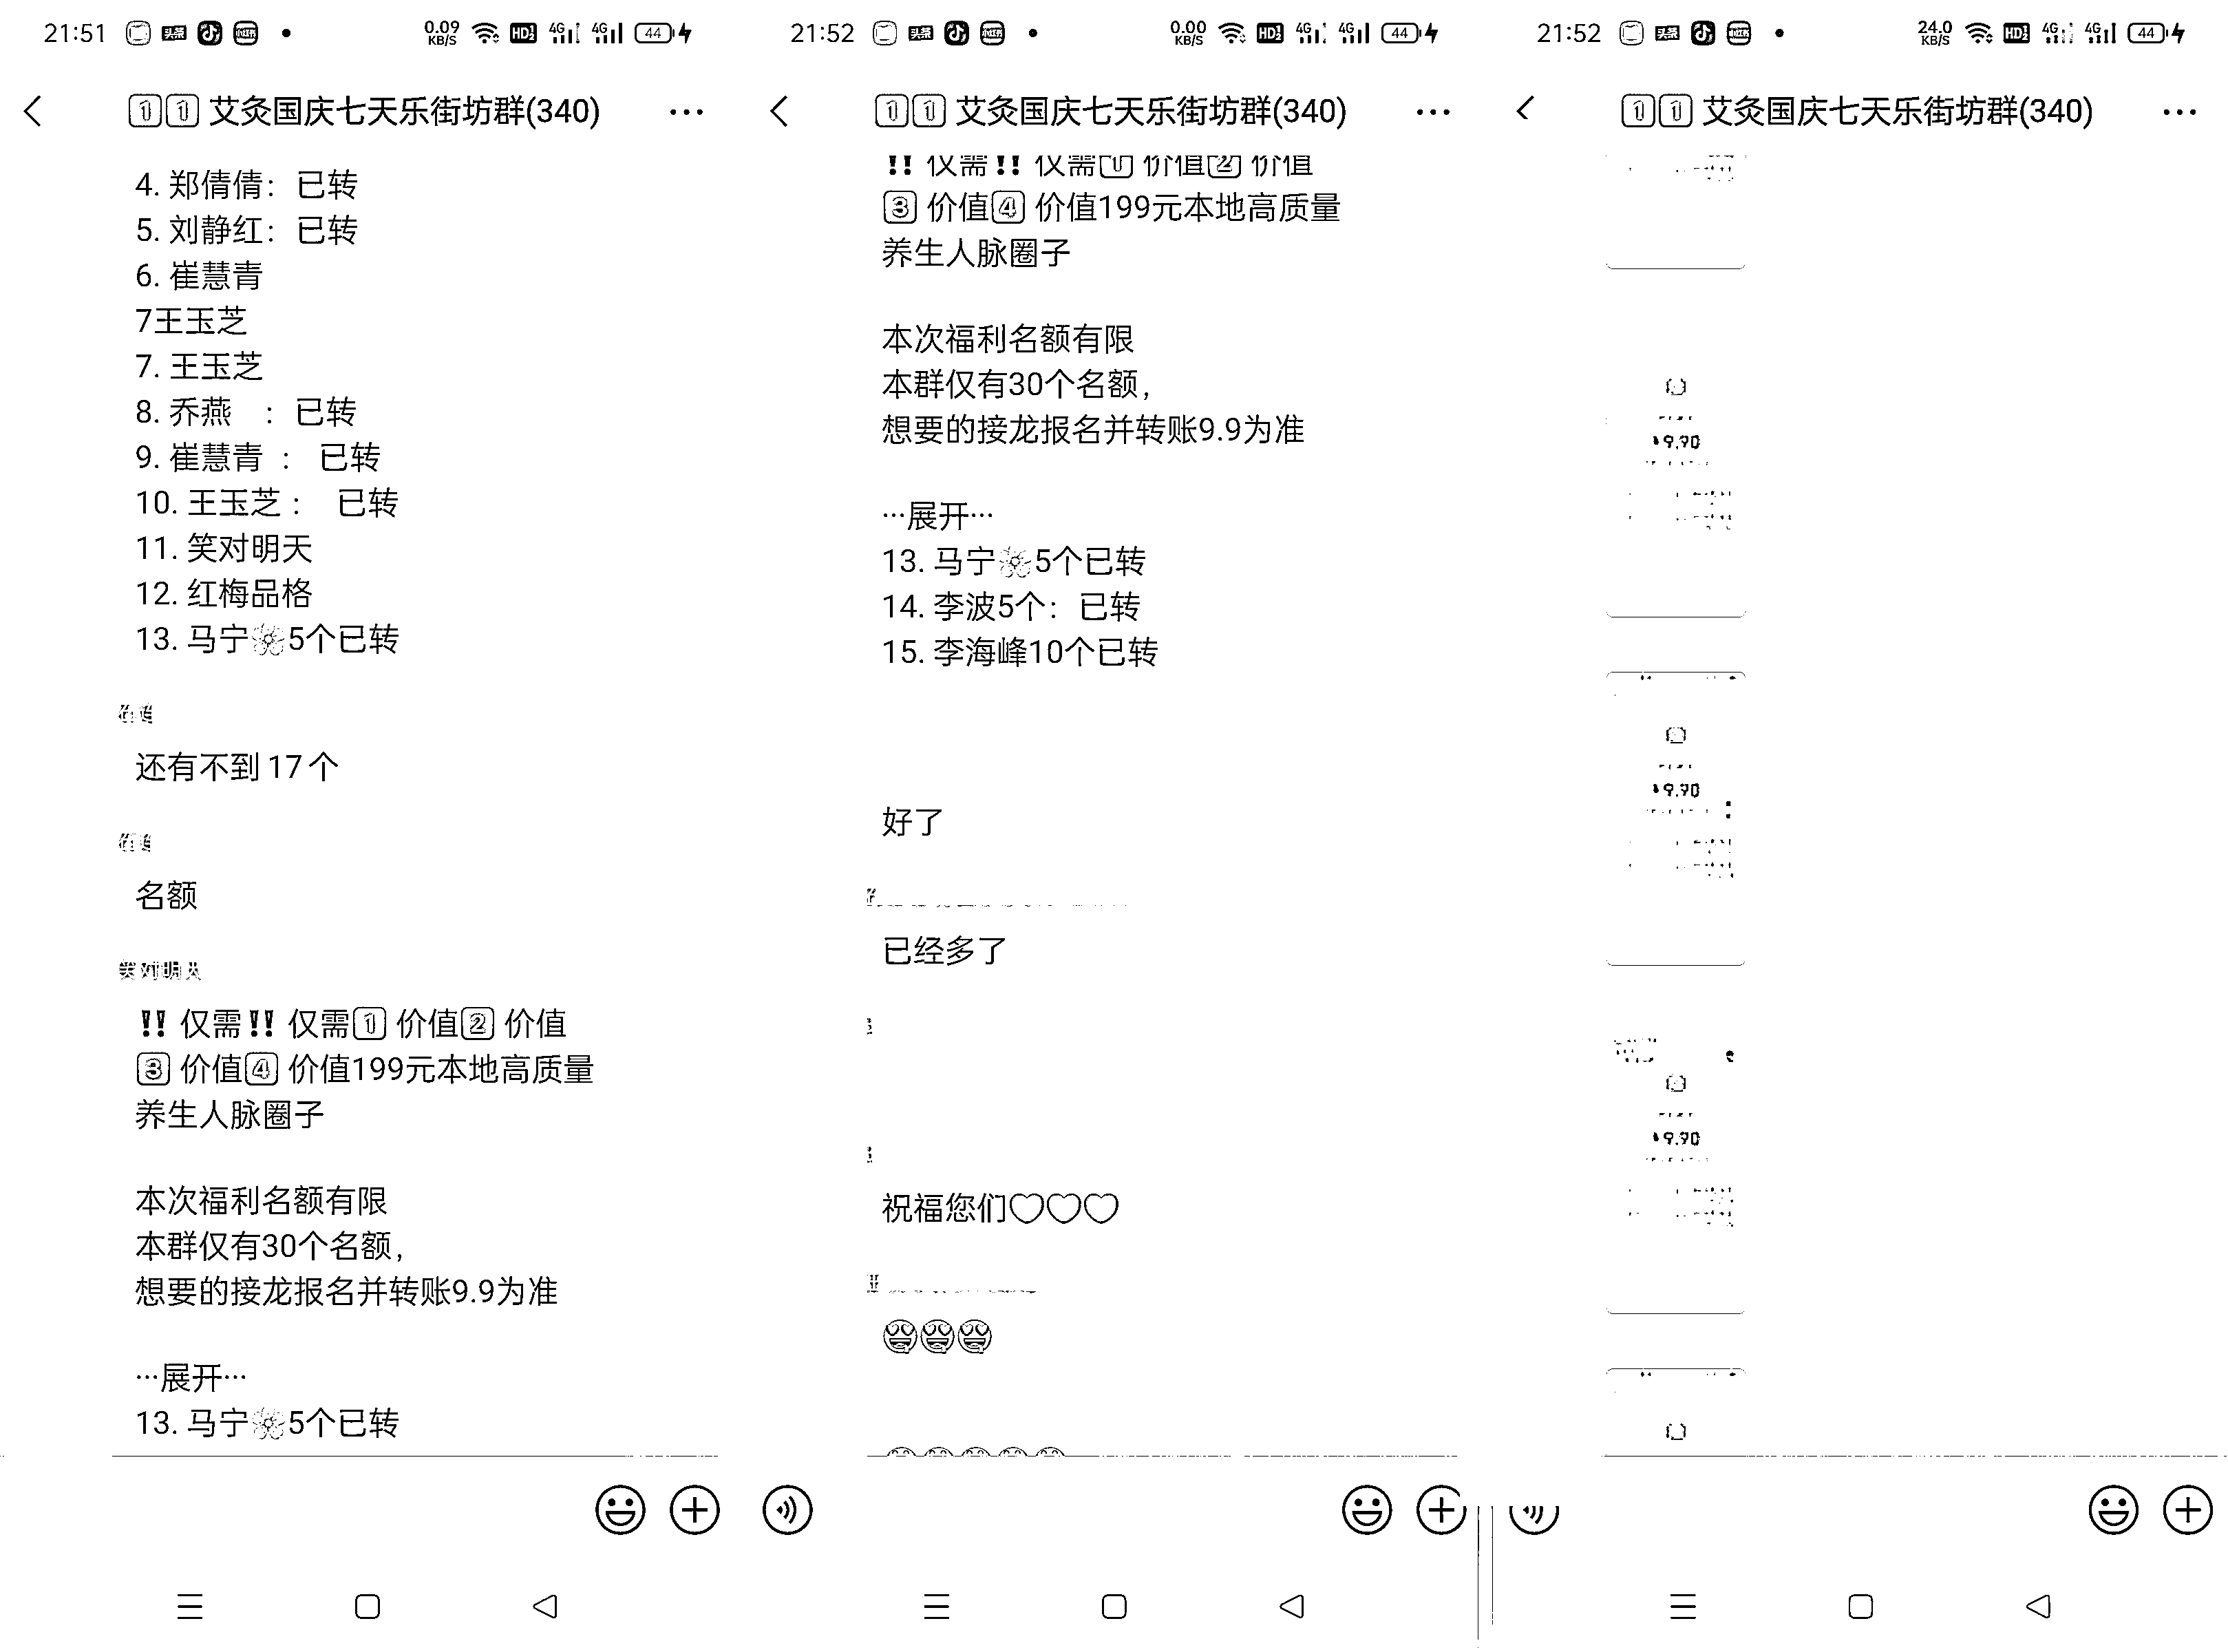 21:51
0.09 KB/S
HD2 4G 4G 44
11 艾灸国庆七天乐街坊群(340)
4. 郑倩倩：已转
5. 刘静红：已转
6. 崔慧青
7王玉芝
7. 王玉芝
8. 乔燕 ：已转
9. 崔慧青 ： 已转
10. 王玉芝 ： 已转
11. 笑对明天
12. 红梅品格
13. 马宁🌸5个已转
还有不到 17 个
名额
笑对明天
‼️ 仅需‼️ 仅需1️⃣ 价值2️⃣ 价值
3️⃣ 价值4️⃣ 价值199元本地高质量
养生人脉圈子
本次福利名额有限
本群仅有30个名额，
想要的接龙报名并转账9.9为准
···展开···
13. 马宁🌸5个已转
21:52
0.00 KB/S
HD2 4G 4G 44
11 艾灸国庆七天乐街坊群(340)
‼️ 仅需‼️ 仅需1️⃣ 价值2️⃣ 价值
3️⃣ 价值4️⃣ 价值199元本地高质量
养生人脉圈子
本次福利名额有限
本群仅有30个名额，
想要的接龙报名并转账9.9为准
···展开···
13. 马宁🌸5个已转
14. 李波5个：已转
15. 李海峰10个已转
好了
已经多了
祝福您们♡♡♡
21:52
24.0 KB/S
HD2 4G 4G 44
11 艾灸国庆七天乐街坊群(340)
9.90
9.90
9.90